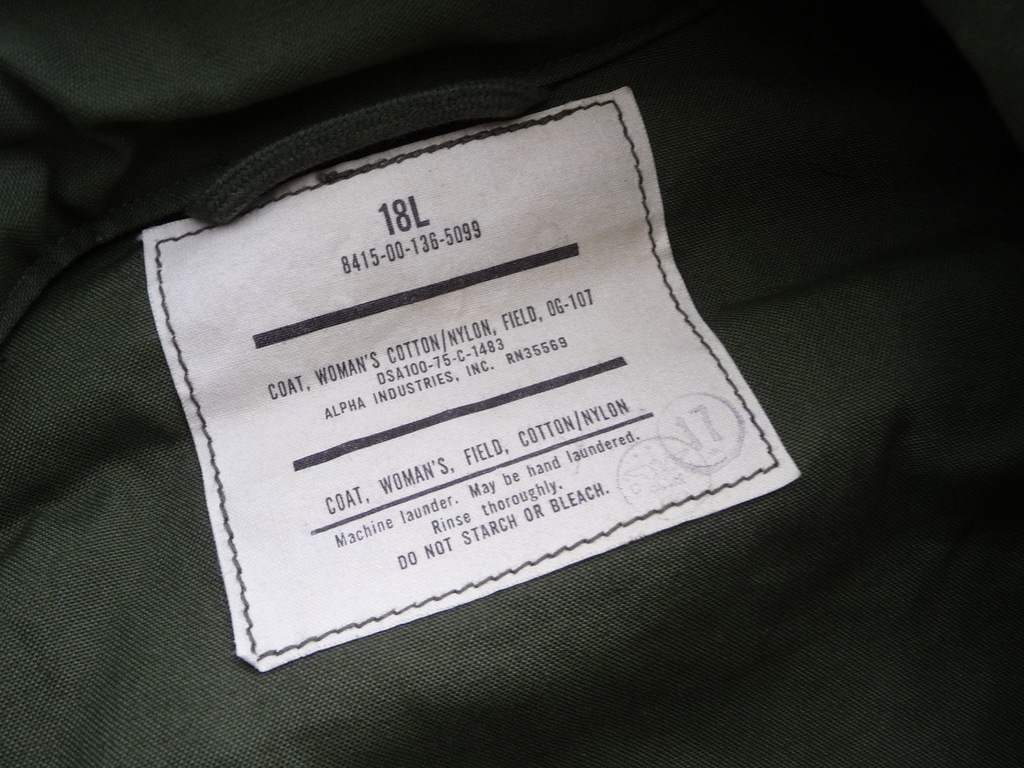 18L
8415-00-136-5099
COAT, WOMAN'S COTTON/NYLON, FIELD, OG-107
DSA100-75-C-1483
ALPHA INDUSTRIES, INC. RN35569
COAT, WOMAN'S, FIELD, COTTON/NYLON
Machine launder. May be hand laundered.
Rinse thoroughly.
DO NOT STARCH OR BLEACH.
17